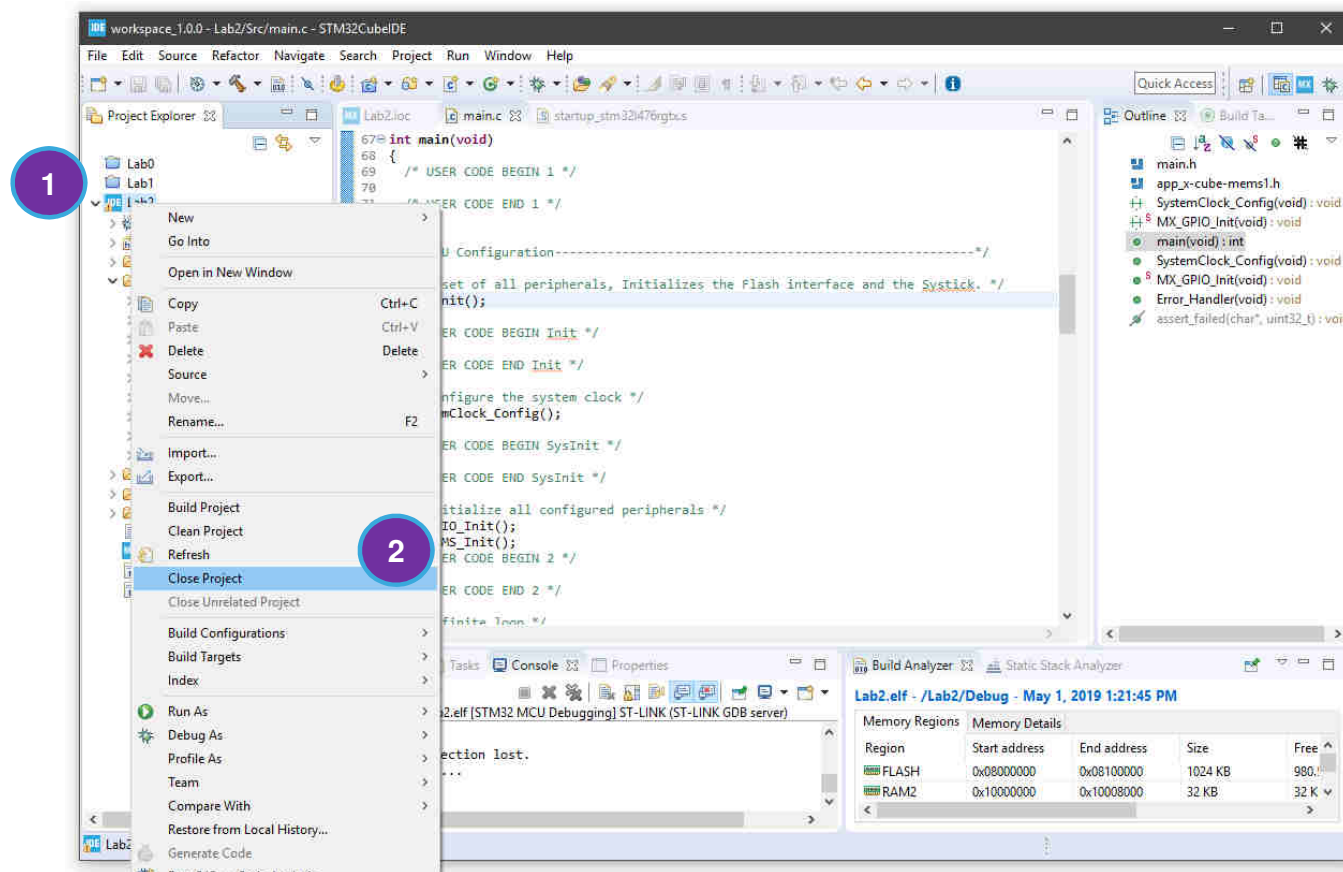 workspace_1.0.0 - Lab2/Src/main.c - STM32CubeIDE
File Edit Source Refactor Navigate Search Project Run Window Help
Quick Access
Project Explorer
Lab0
Lab1
Lab2
1
New
Go Into
Open in New Window
Copy Ctrl+C
Paste Ctrl+V
Delete Delete
Source
Move...
Rename... F2
Import...
Export...
Build Project
Clean Project
Refresh
2
Close Project
Close Unrelated Project
Build Configurations
Build Targets
Index
Run As
Debug As
Profile As
Team
Compare With
Restore from Local History...
Generate Code
Lab2.ioc main.c startup_stm32l476rgtx.s
67 int main(void)
68 {
69 /* USER CODE BEGIN 1 */
70
71 /* USER CODE END 1 */
U Configuration---------------------------------------------------------*/
set of all peripherals, Initializes the Flash interface and the Systick. */
nit();
ER CODE BEGIN Init */
ER CODE END Init */
nfigure the system clock */
mClock_Config();
ER CODE BEGIN SysInit */
ER CODE END SysInit */
itialize all configured peripherals */
IO_Init();
MS_Init();
ER CODE BEGIN 2 */
ER CODE END 2 */
finite loop */
Outline Build Ta...
main.h
app_x-cube-mems1.h
SystemClock_Config(void) : void
MX_GPIO_Init(void) : void
main(void) : int
SystemClock_Config(void) : void
MX_GPIO_Init(void) : void
Error_Handler(void) : void
assert_failed(char*, uint32_t) : voi
Tasks Console Properties
2.elf [STM32 MCU Debugging] ST-LINK (ST-LINK GDB server)
ection lost.
...
Build Analyzer Static Stack Analyzer
Lab2.elf - /Lab2/Debug - May 1, 2019 1:21:45 PM
Memory Regions Memory Details
Region Start address End address Size Free
FLASH 0x08000000 0x08100000 1024 KB 980.
RAM2 0x10000000 0x10008000 32 KB 32 K
Lab2